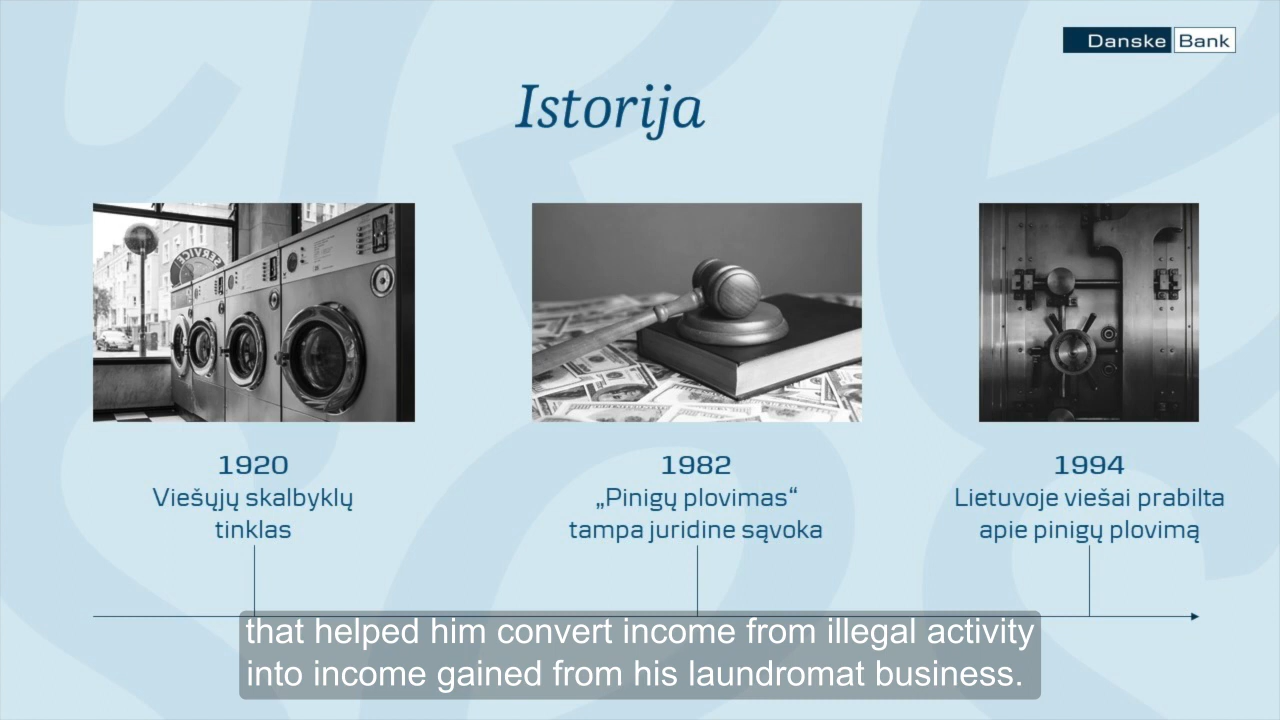 Danske Bank
Istorija
SERVICE
1920
Viešųjų skalbyklų
tinklas
1982
„Pinigų plovimas“
tampa juridine sąvoka
1994
Lietuvoje viešai prabilta
apie pinigų plovimą
that helped him convert income from illegal activity
into income gained from his laundromat business.